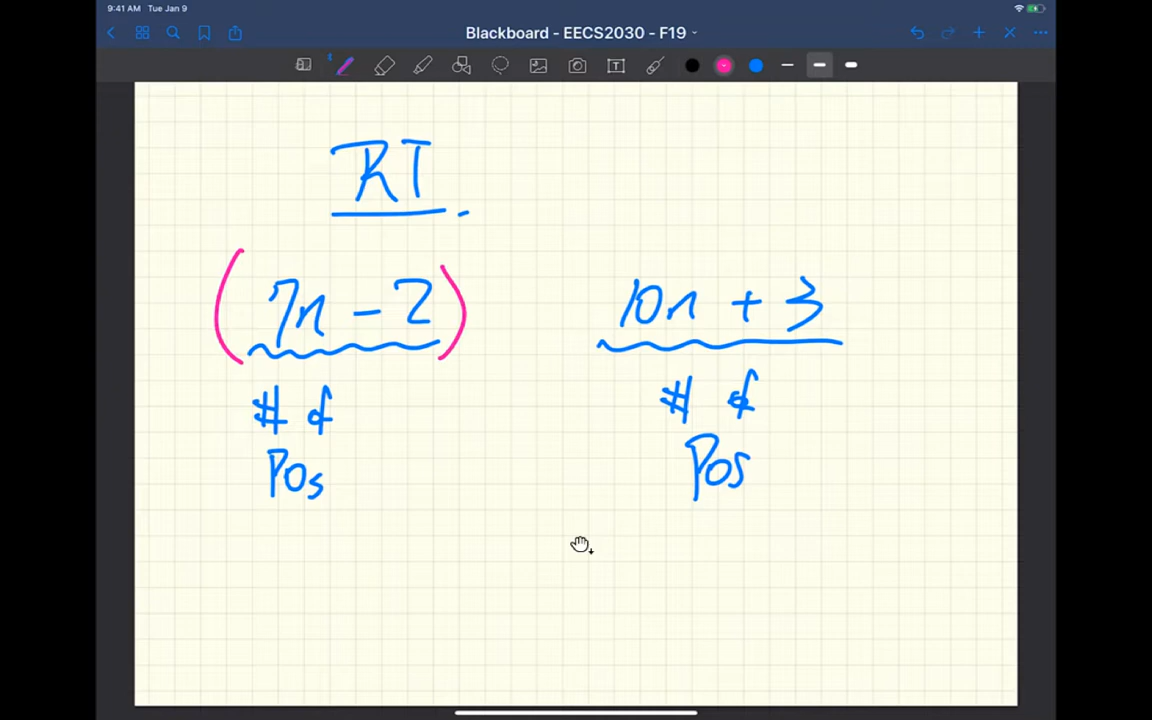 9:41 AM Tue Jan 9
Blackboard - EECS2030 - F19
T
RT.
(7n - 2) 10n + 3
# of # of
POs POs